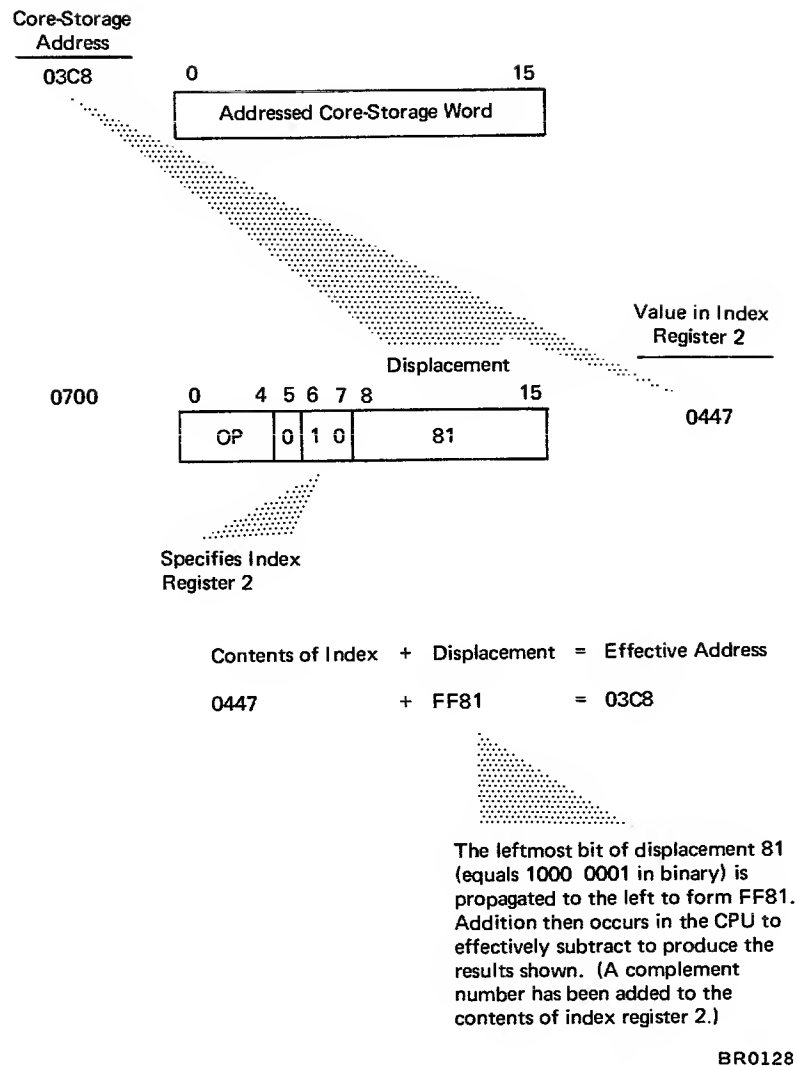 Core-Storage
Address
03C8
0 15
Addressed Core-Storage Word
Value in Index
Register 2
Displacement
0700
0 4 5 6 7 8 15
0447
OP 0 1 0 81
Specifies Index
Register 2
Contents of Index + Displacement = Effective Address
0447 + FF81 = 03C8
The leftmost bit of displacement 81
(equals 1000 0001 in binary) is
propagated to the left to form FF81.
Addition then occurs in the CPU to
effectively subtract to produce the
results shown. (A complement
number has been added to the
contents of index register 2.)
BR0128